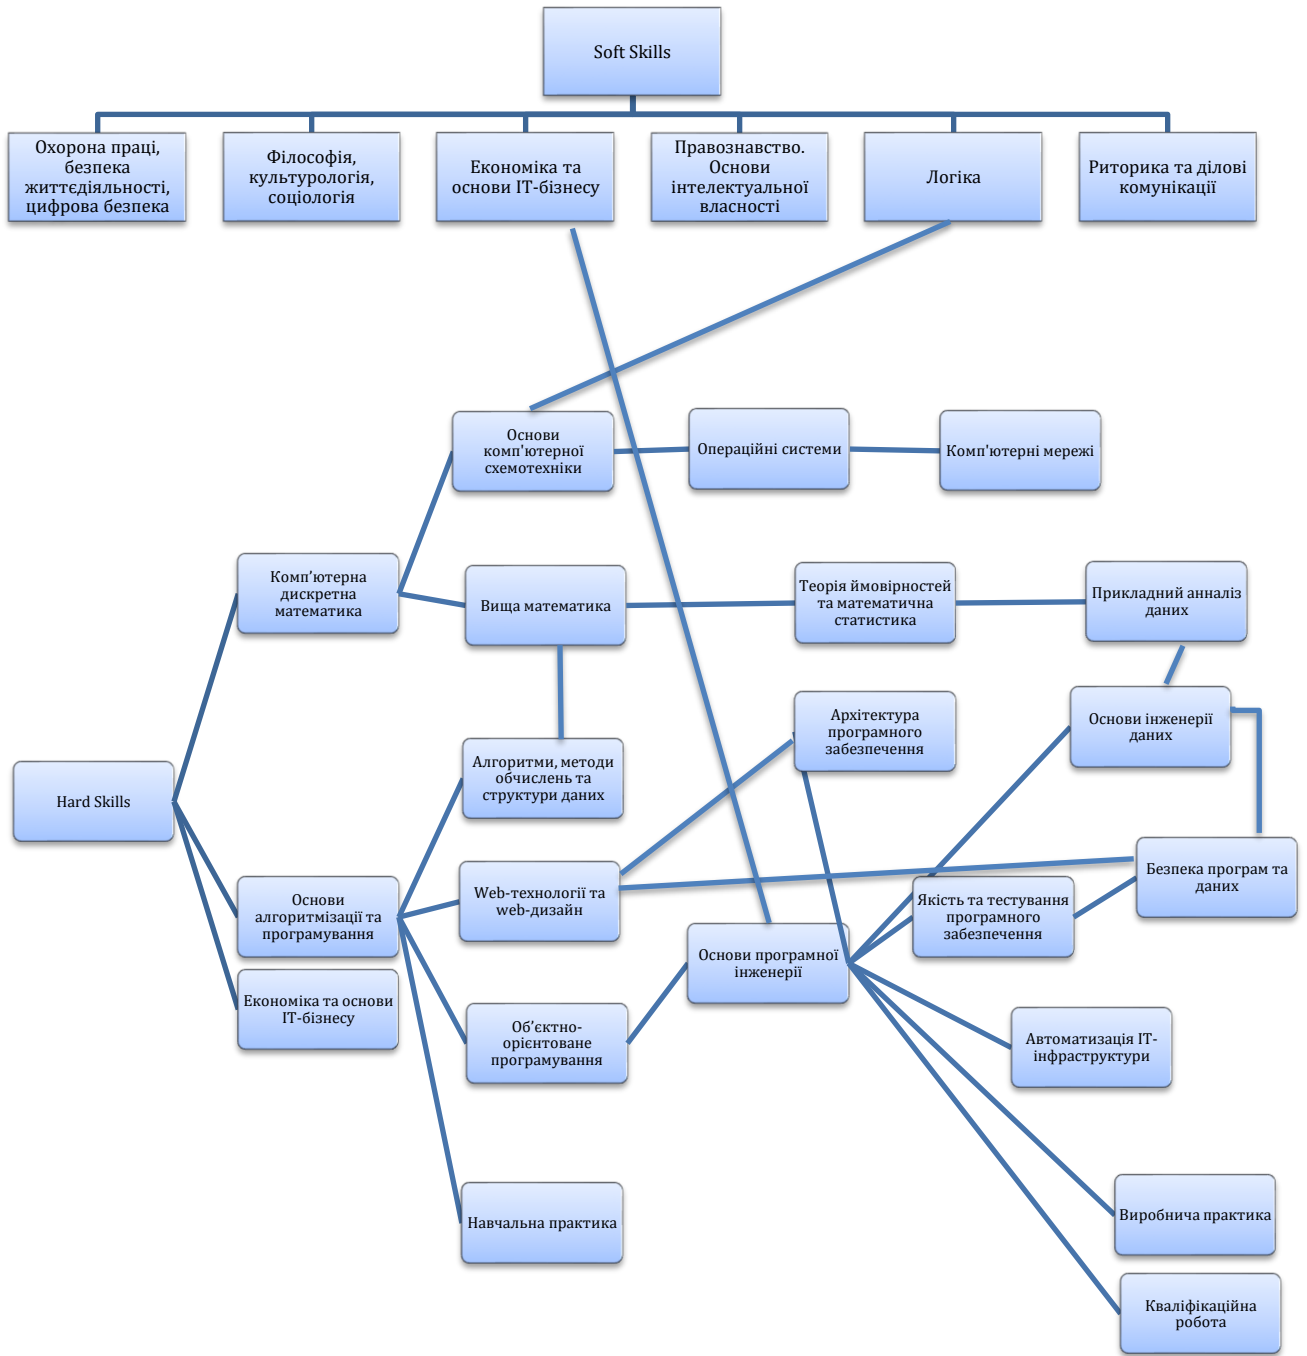 Soft Skills
Охорона праці,
безпека
життєдіяльності,
цифрова безпека
Філософія,
культурологія,
соціологія
Економіка та
основи ІТ-бізнесу
Правознавство.
Основи
інтелектуальної
власності
Логіка
Риторика та ділові
комунікації
Основи
комп'ютерної
схемотехніки
Операційні системи
Комп'ютерні мережі
Комп’ютерна
дискретна
математика
Вища математика
Теорія ймовірностей
та математична
статистика
Прикладний анналіз
даних
Архітектура
програмного
забезпечення
Основи інженерії
даних
Алгоритми, методи
обчислень та
структури даних
Hard Skills
Безпека програм та
даних
Основи
алгоритмізації та
програмування
Web-технології та
web-дизайн
Якість та тестування
програмного
забезпечення
Основи програмної
інженерії
Економіка та основи
ІТ-бізнесу
Об’єктно-
орієнтоване
програмування
Автоматизація ІТ-
інфраструктури
Навчальна практика
Виробнича практика
Кваліфікаційна
робота